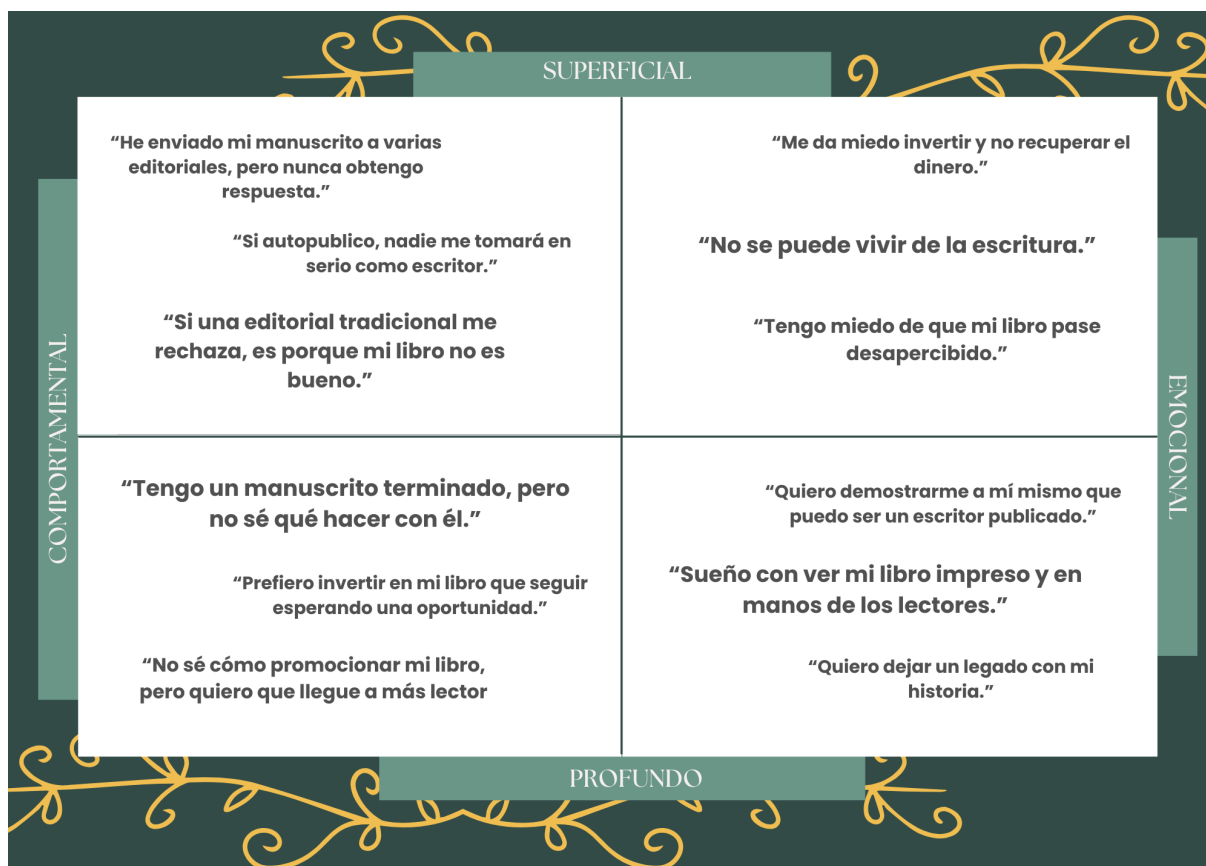 SUPERFICIAL
“He enviado mi manuscrito a varias
editoriales, pero nunca obtengo
respuesta.”
“Si autopublico, nadie me tomará en
serio como escritor.”
“Si una editorial tradicional me
rechaza, es porque mi libro no es
bueno.”
“Me da miedo invertir y no recuperar el
dinero.”
“No se puede vivir de la escritura.”
“Tengo miedo de que mi libro pase
desapercibido.”
COMPORTAMENTAL
EMOCIONAL
“Tengo un manuscrito terminado, pero
no sé qué hacer con él.”
“Prefiero invertir en mi libro que seguir
esperando una oportunidad.”
“No sé cómo promocionar mi libro,
pero quiero que llegue a más lector
“Quiero demostrarme a mí mismo que
puedo ser un escritor publicado.”
“Sueño con ver mi libro impreso y en
manos de los lectores.”
“Quiero dejar un legado con mi
historia.”
PROFUNDO